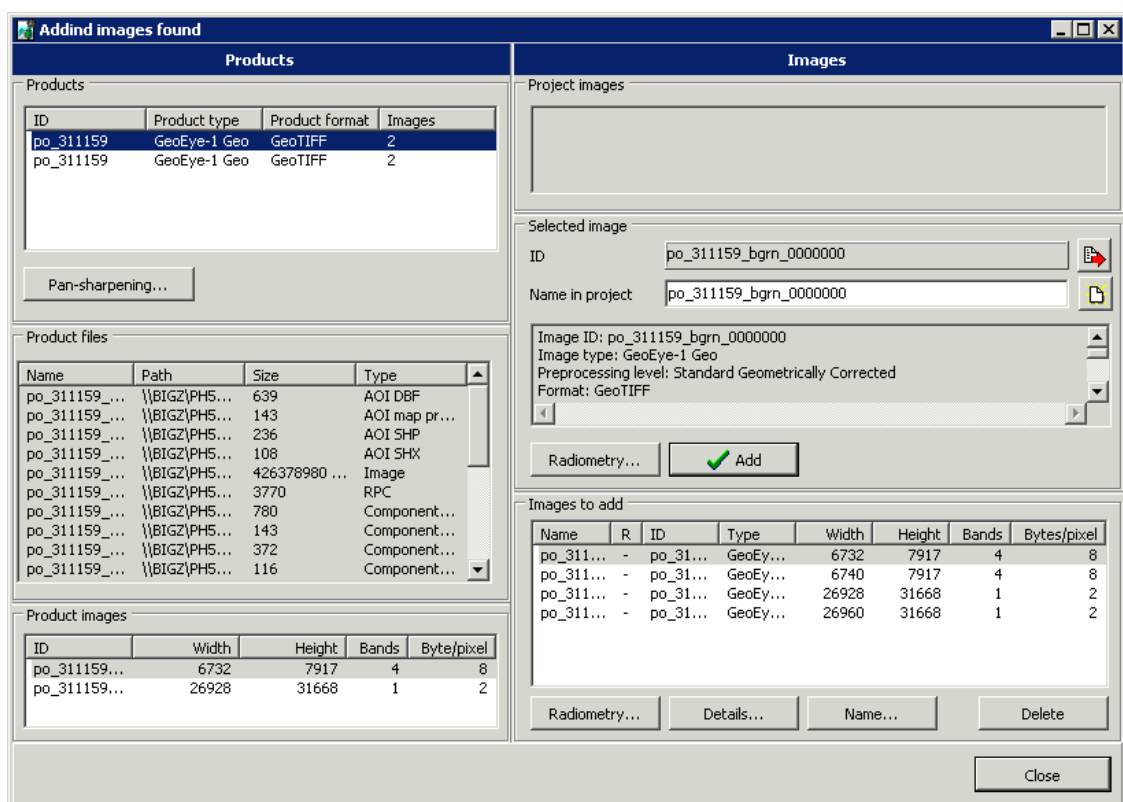 Addind images found
Products
Products
ID Product type Product format Images
po_311159 GeoEye-1 Geo GeoTIFF 2
po_311159 GeoEye-1 Geo GeoTIFF 2
Pan-sharpening...
Product files
Name Path Size Type
po_311159_... \\BIGZ\PH5... 639 AOI DBF
po_311159_... \\BIGZ\PH5... 143 AOI map pr...
po_311159_... \\BIGZ\PH5... 236 AOI SHP
po_311159_... \\BIGZ\PH5... 108 AOI SHX
po_311159_... \\BIGZ\PH5... 426378980 ... Image
po_311159_... \\BIGZ\PH5... 3770 RPC
po_311159_... \\BIGZ\PH5... 780 Component...
po_311159_... \\BIGZ\PH5... 143 Component...
po_311159_... \\BIGZ\PH5... 372 Component...
po_311159_... \\BIGZ\PH5... 116 Component...
Product images
ID Width Height Bands Byte/pixel
po_311159... 6732 7917 4 8
po_311159... 26928 31668 1 2
Images
Project images
Selected image
ID po_311159_bgrn_0000000
Name in project po_311159_bgrn_0000000
Image ID: po_311159_bgrn_0000000
Image type: GeoEye-1 Geo
Preprocessing level: Standard Geometrically Corrected
Format: GeoTIFF
Radiometry... Add
Images to add
Name R ID Type Width Height Bands Bytes/pixel
po_311... - po_31... GeoEy... 6732 7917 4 8
po_311... - po_31... GeoEy... 6740 7917 4 8
po_311... - po_31... GeoEy... 26928 31668 1 2
po_311... - po_31... GeoEy... 26960 31668 1 2
Radiometry... Details... Name... Delete
Close